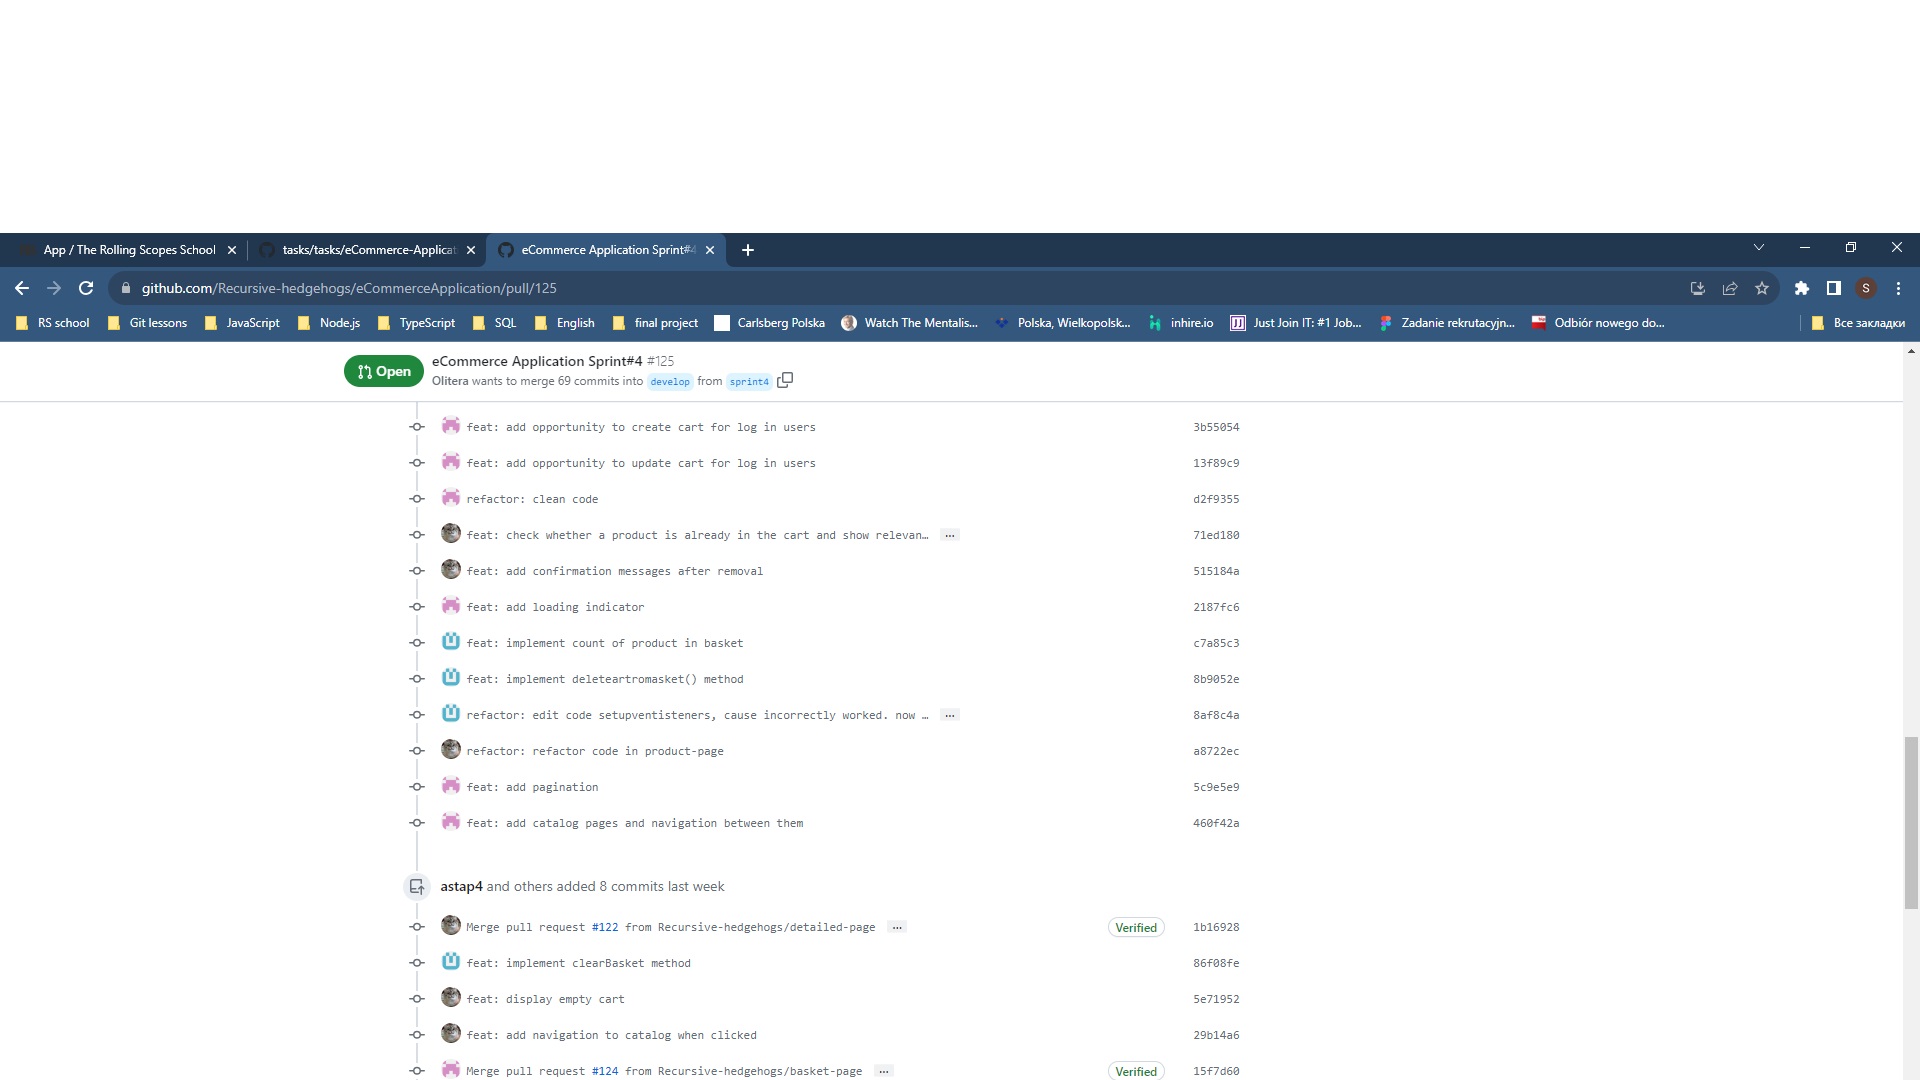 App / The Rolling Scopes School
tasks/tasks/eCommerce-Applicat
eCommerce Application Sprint#4
github.com/Recursive-hedgehogs/eCommerceApplication/pull/125
S
RS school
Git lessons
JavaScript
Node.js
TypeScript
SQL
English
final project
Carlsberg Polska
Watch The Mentalis...
Polska, Wielkopolsk...
inhire.io
Just Join IT: #1 Job...
Zadanie rekrutacyjn...
Odbiór nowego do...
Все закладки
Open
eCommerce Application Sprint#4 #125
Olitera wants to merge 69 commits into develop from sprint4
feat: add opportunity to create cart for log in users 3b55054
feat: add opportunity to update cart for log in users 13f89c9
refactor: clean code d2f9355
feat: check whether a product is already in the cart and show relevan… … 71ed180
feat: add confirmation messages after removal 515184a
feat: add loading indicator 2187fc6
feat: implement count of product in basket c7a85c3
feat: implement deleteartromasket() method 8b9052e
refactor: edit code setupventisteners, cause incorrectly worked. now … … 8af8c4a
refactor: refactor code in product-page a8722ec
feat: add pagination 5c9e5e9
feat: add catalog pages and navigation between them 460f42a
astap4 and others added 8 commits last week
Merge pull request #122 from Recursive-hedgehogs/detailed-page … Verified 1b16928
feat: implement clearBasket method 86f08fe
feat: display empty cart 5e71952
feat: add navigation to catalog when clicked 29b14a6
Merge pull request #124 from Recursive-hedgehogs/basket-page … Verified 15f7d60